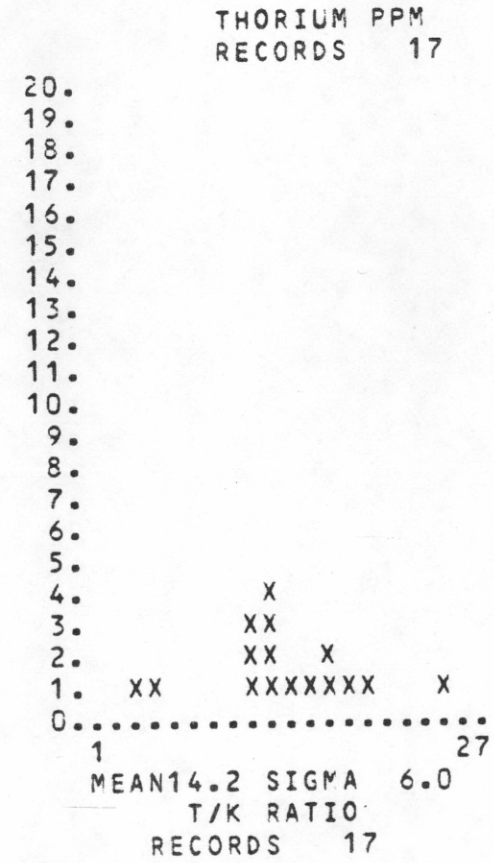 THORIUM PPM
RECORDS 17
20.
19.
18.
17.
16.
15.
14.
13.
12.
11.
10.
9.
8.
7.
6.
5.
4. X
3. XX
2. XX X
1. XX XXXXXXX X
0......................
1 27
MEAN14.2 SIGMA 6.0
T/K RATIO
RECORDS 17